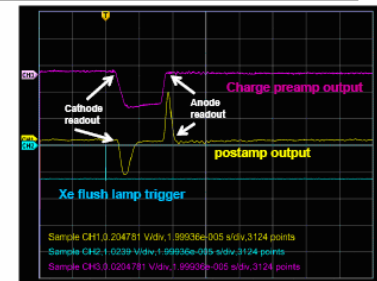 CH3
Charge preamp output
Cathode
readout
Anode
readout
CH2
postamp output
Xe flush lamp trigger
Sample CH1,0.204781 V/div,1.99936e-005 s/div,3124 points
Sample CH2,1.0239 V/div,1.99936e-005 s/div,3124 points
Sample CH3,0.0204781 V/div,1.99936e-005 s/div,3124 points